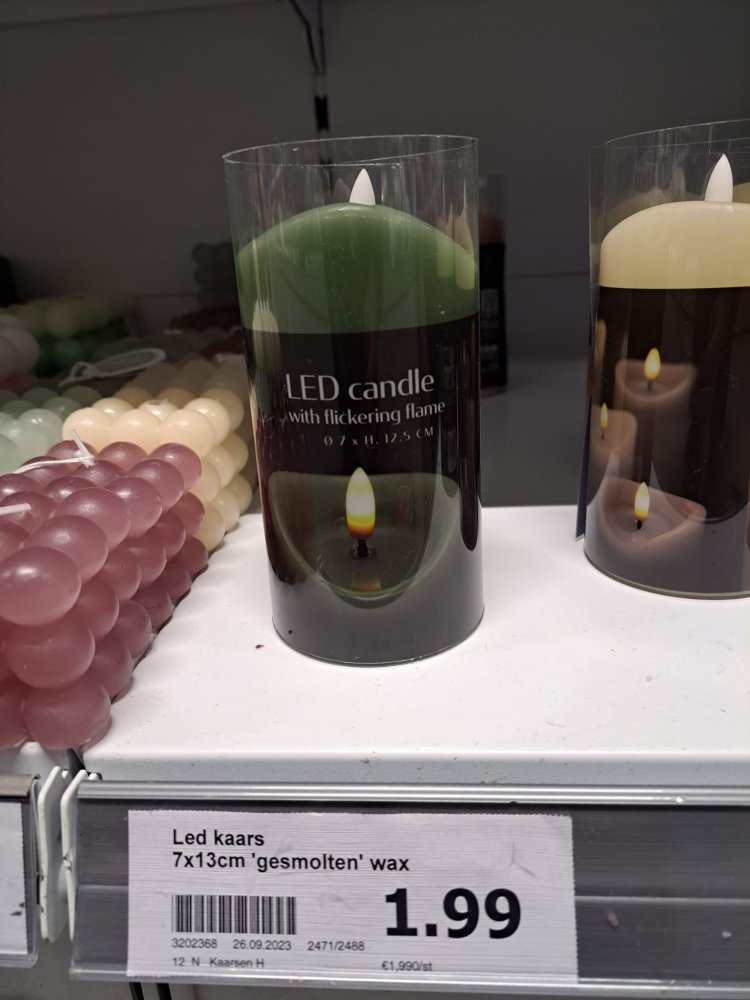 LED candle
with flickering flame
Ø 7 x H. 12.5 CM
Led kaars
7x13cm 'gesmolten' wax
1.99
3202368 26.09.2023 2471/2488
12 N Kaarsen H
€1,990/st